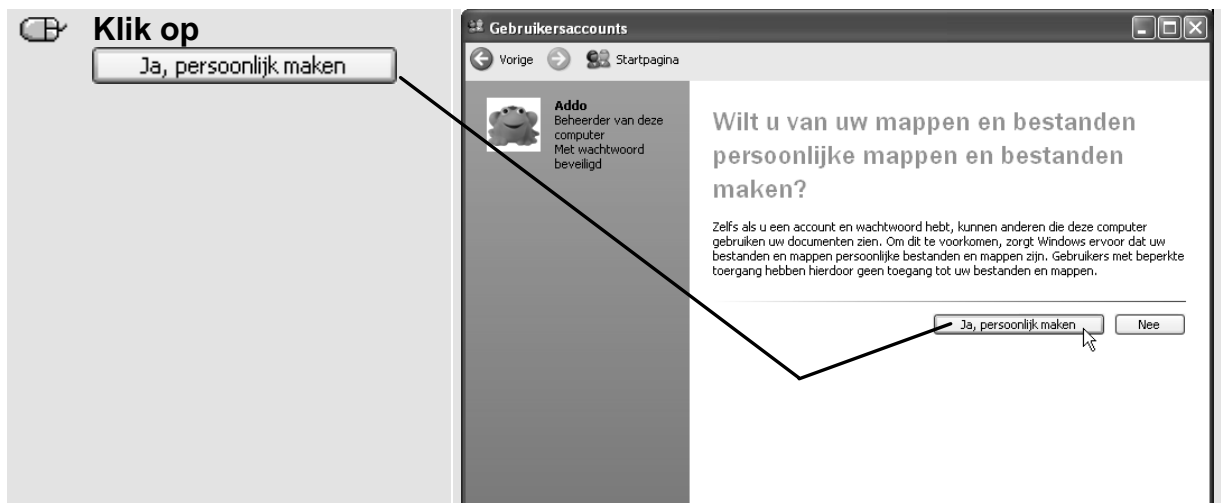 Klik op
Ja, persoonlijk maken
Gebruikersaccounts
Vorige Startpagina
Addo
Beheerder van deze
computer
Met wachtwoord
beveiligd
Wilt u van uw mappen en bestanden
persoonlijke mappen en bestanden
maken?
Zelfs als u een account en wachtwoord hebt, kunnen anderen die deze computer
gebruiken uw documenten zien. Om dit te voorkomen, zorgt Windows ervoor dat uw
bestanden en mappen persoonlijke bestanden en mappen zijn. Gebruikers met beperkte
toergang hebben hierdoor geen toegang tot uw bestanden en mappen.
Ja, persoonlijk maken Nee